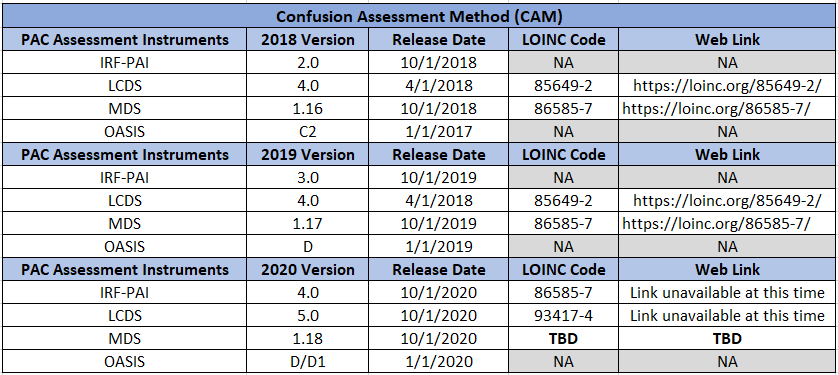 Confusion Assessment Method (CAM)
PAC Assessment Instruments 2018 Version Release Date LOINC Code Web Link
IRF-PAI 2.0 10/1/2018 NA NA
LCDS 4.0 4/1/2018 85649-2 https://loinc.org/85649-2/
MDS 1.16 10/1/2018 86585-7 https://loinc.org/86585-7/
OASIS C2 1/1/2017 NA NA
PAC Assessment Instruments 2019 Version Release Date LOINC Code Web Link
IRF-PAI 3.0 10/1/2019 NA NA
LCDS 4.0 4/1/2018 85649-2 https://loinc.org/85649-2/
MDS 1.17 10/1/2019 86585-7 https://loinc.org/86585-7/
OASIS D 1/1/2019 NA NA
PAC Assessment Instruments 2020 Version Release Date LOINC Code Web Link
IRF-PAI 4.0 10/1/2020 86585-7 Link unavailable at this time
LCDS 5.0 10/1/2020 93417-4 Link unavailable at this time
MDS 1.18 10/1/2020 TBD TBD
OASIS D/D1 1/1/2020 NA NA